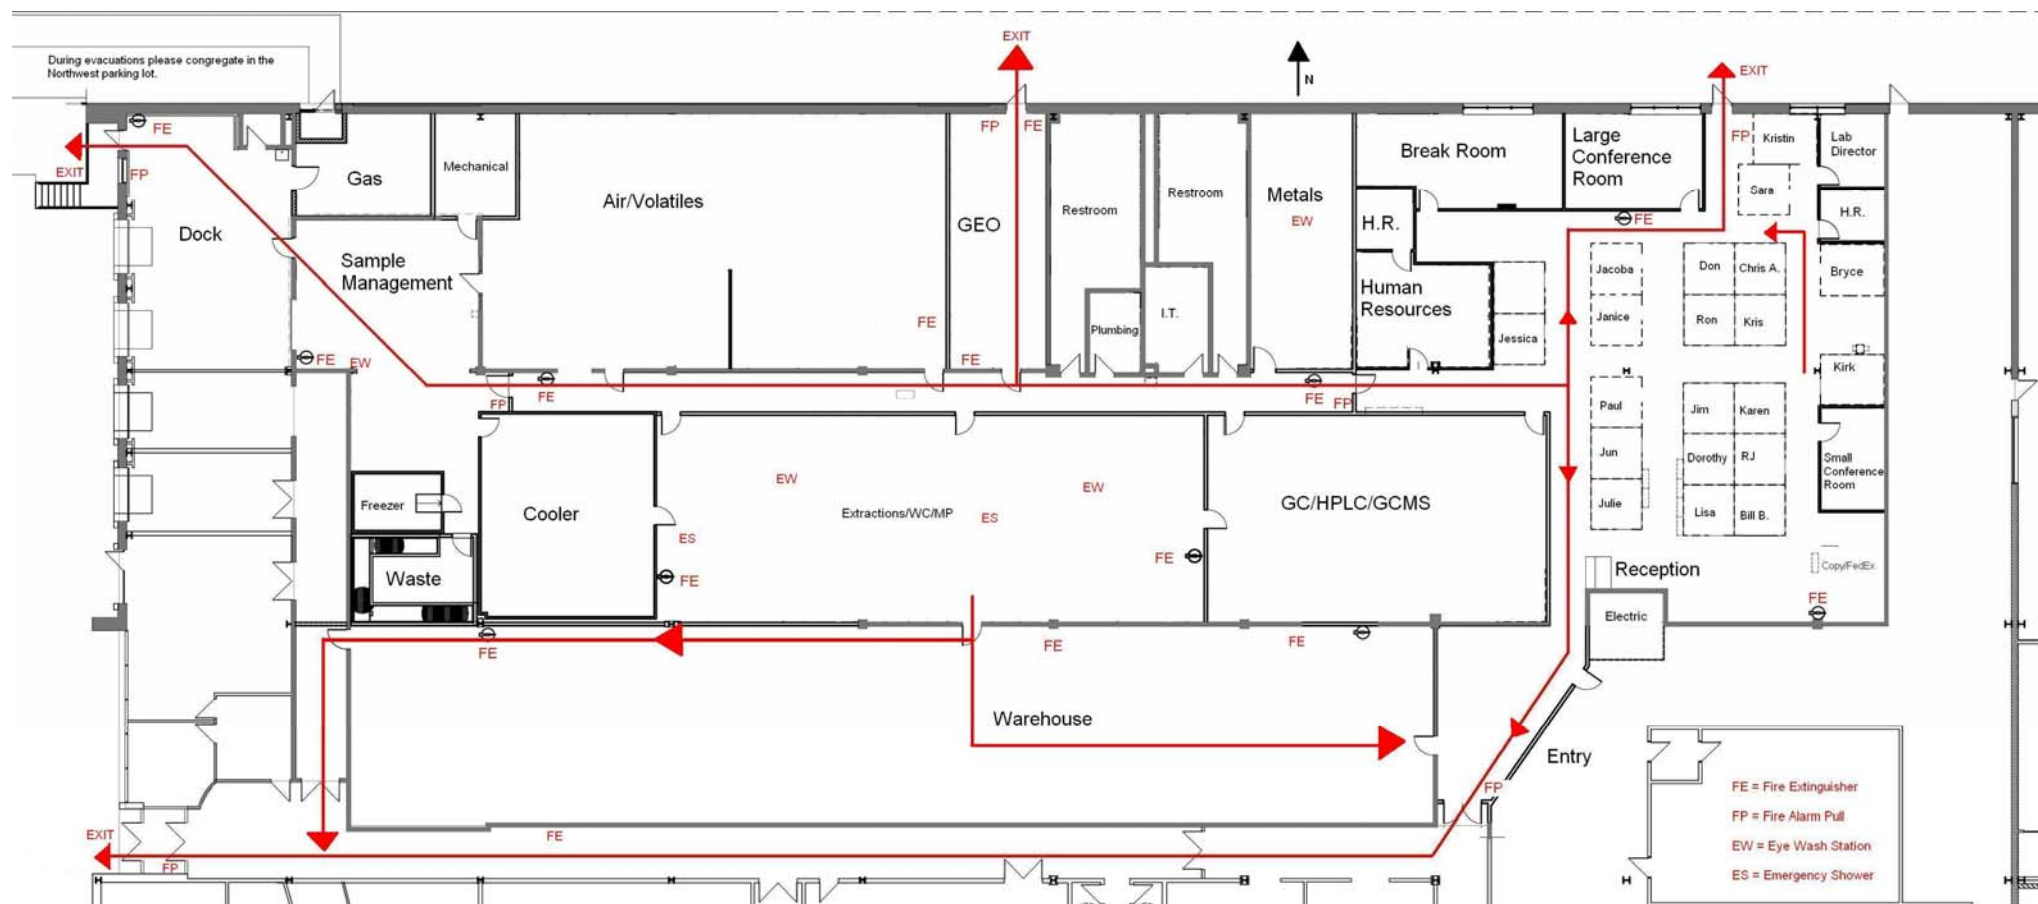 During evacuations please congregate in the
Northwest parking lot.
EXIT
N
EXIT
FE
EXIT
FP
Gas
Mechanical
Dock
Sample
Management
FE
EW
Air/Volatiles
FE
FP
FE
GEO
FE
Restroom
Restroom
Plumbing
I.T.
Metals
EW
Break Room
Large
Conference
Room
FE
H.R.
Human
Resources
Jessica
FP
Kristin
Sara
Lab
Director
H.R.
Bryce
Kirk
Small
Conference
Room
Jacoba
Janice
Don
Chris A.
Ron
Kris
Paul
Jun
Julie
Jim
Karen
Dorothy
RJ
Lisa
Bill B.
FP
FE
FE
FP
Freezer
Waste
Cooler
EW
EW
Extractions/WC/MP
ES
ES
FE
FE
GC/HPLC/GCMS
Reception
Copy/FedEx
FE
Electric
FE
FE
FE
Warehouse
Entry
FP
FE
EXIT
FP
FE = Fire Extinguisher
FP = Fire Alarm Pull
EW = Eye Wash Station
ES = Emergency Shower